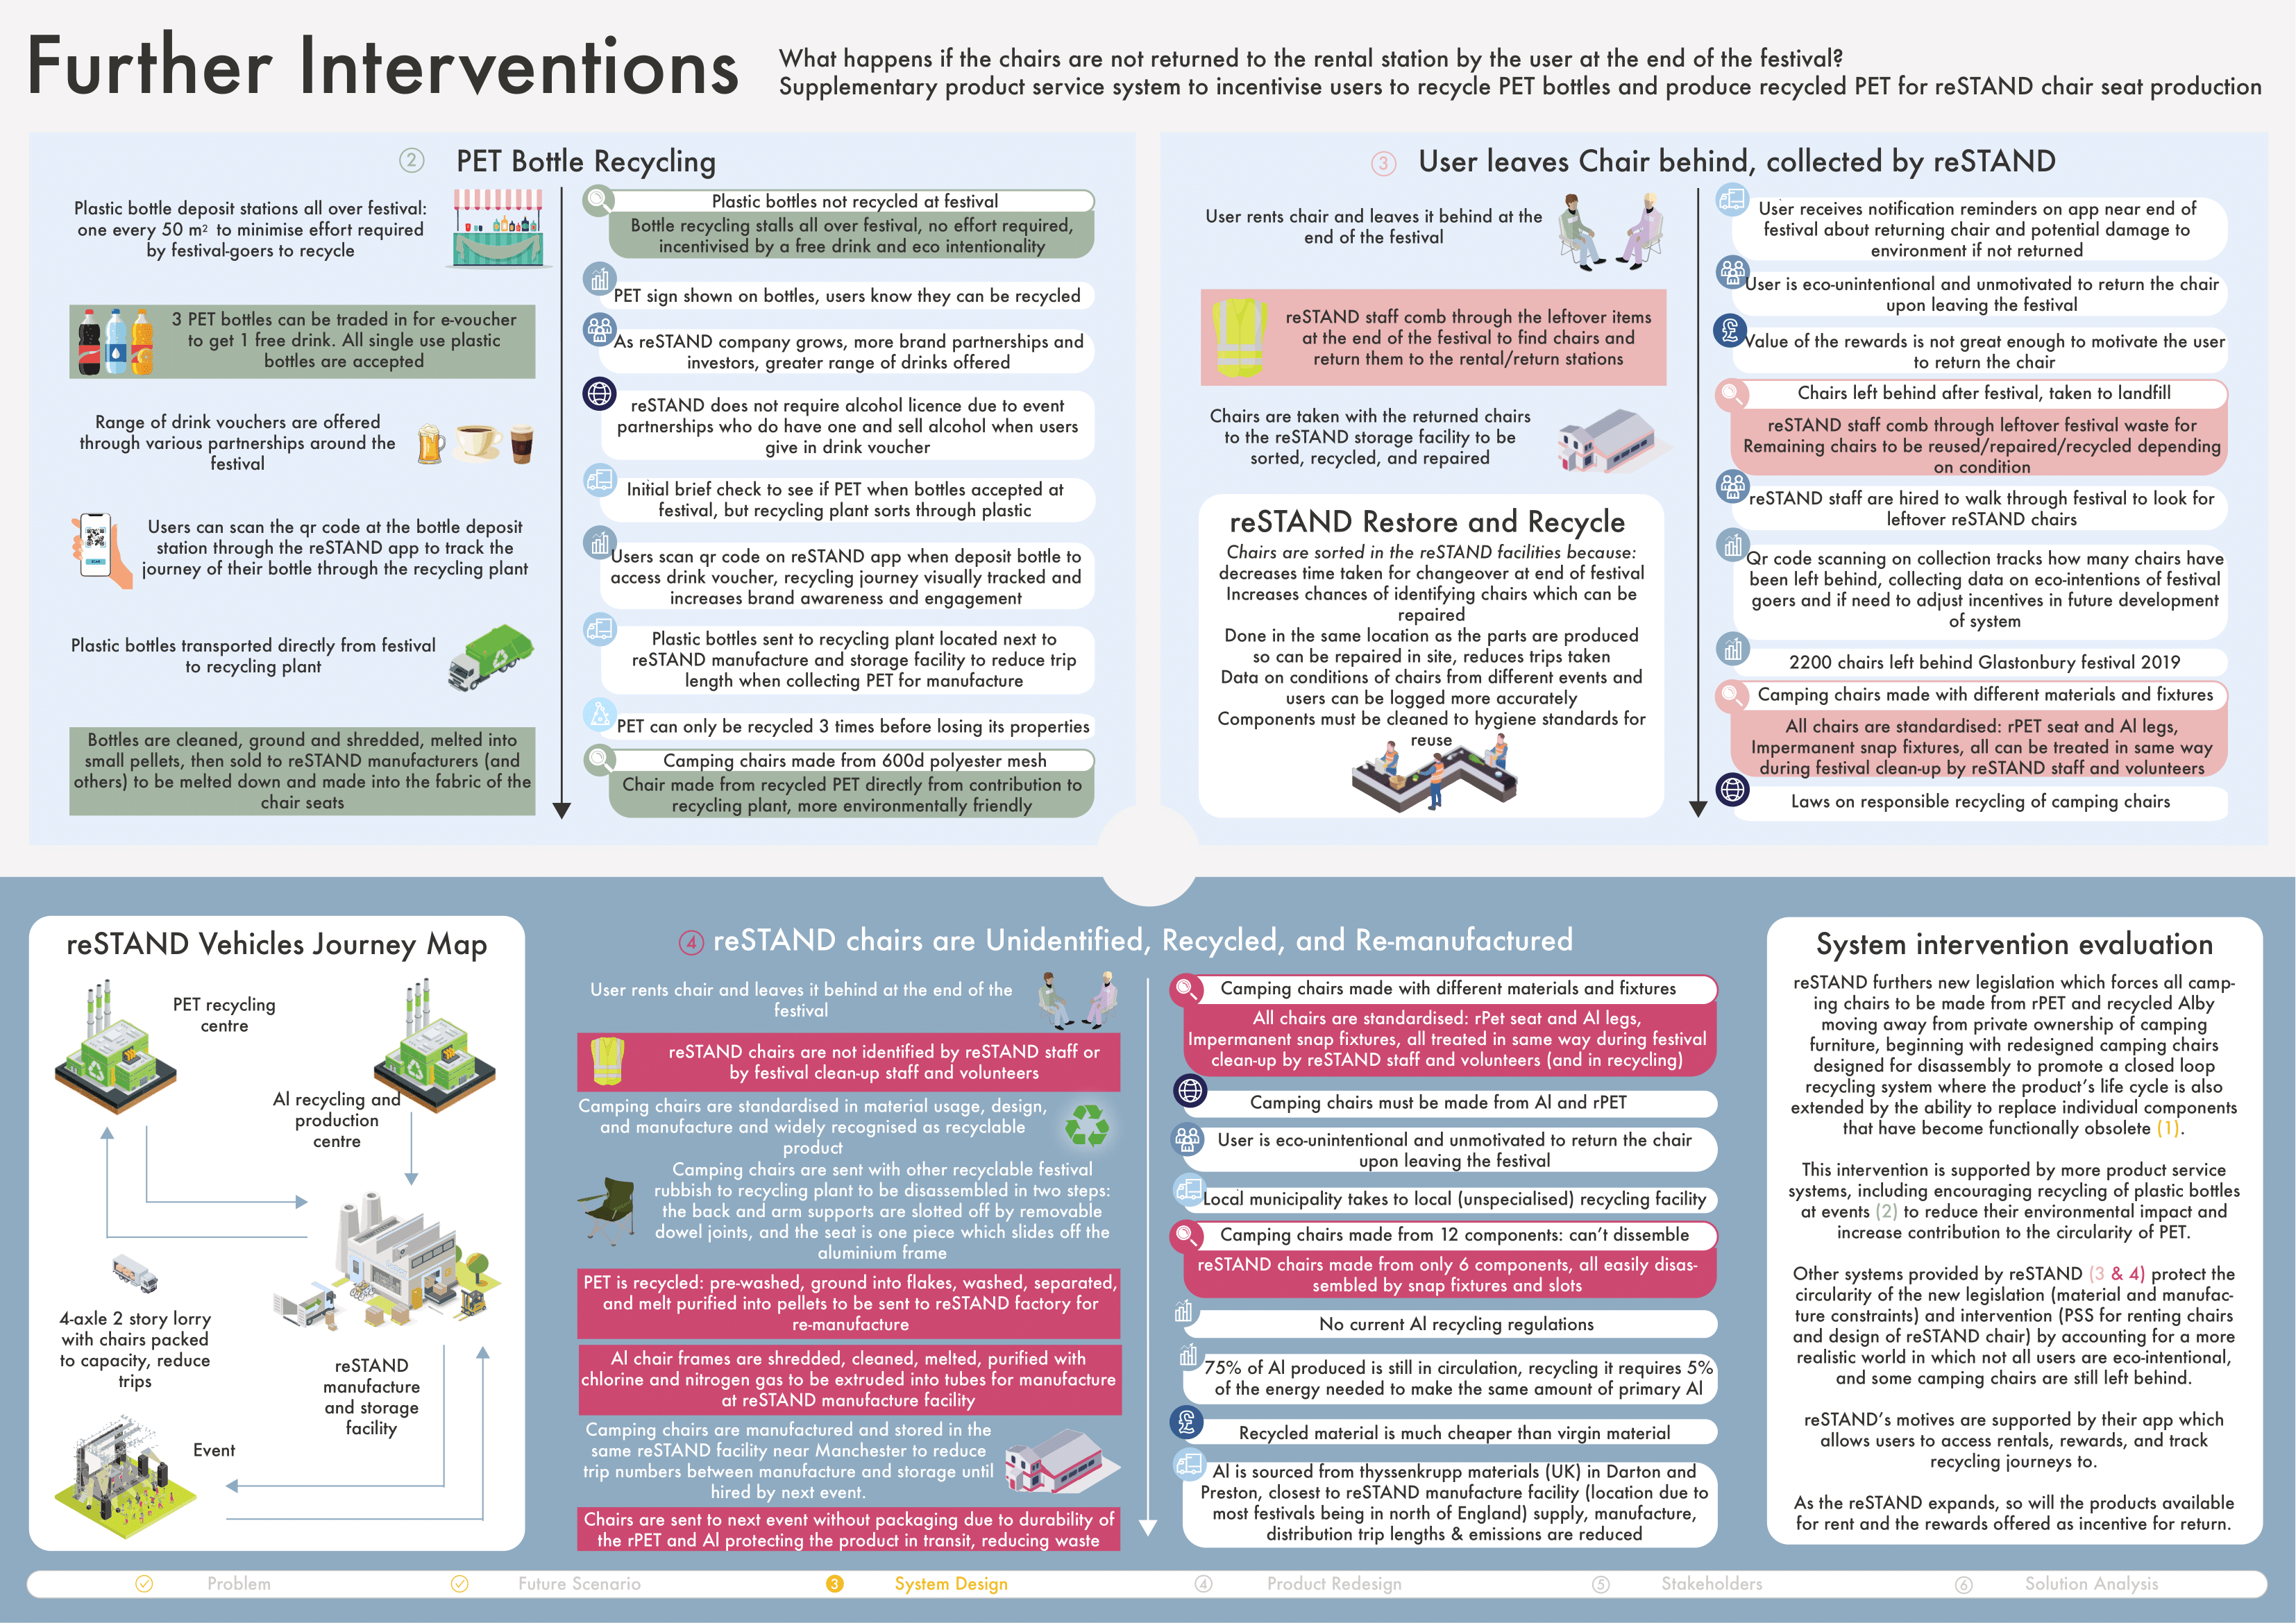 Further Interventions
What happens if the chairs are not returned to the rental station by the user at the end of the festival?
Supplementary product service system to incentivise users to recycle PET bottles and produce recycled PET for reSTAND chair seat production
2 PET Bottle Recycling
Plastic bottle deposit stations all over festival:
one every 50 m² to minimise effort required
by festival-goers to recycle
3 PET bottles can be traded in for e-voucher
to get 1 free drink. All single use plastic
bottles are accepted
Range of drink vouchers are offered
through various partnerships around the
festival
Users can scan the qr code at the bottle deposit
station through the reSTAND app to track the
journey of their bottle through the recycling plant
Plastic bottles transported directly from festival
to recycling plant
Bottles are cleaned, ground and shredded, melted into
small pellets, then sold to reSTAND manufacturers (and
others) to be melted down and made into the fabric of the
chair seats
Plastic bottles not recycled at festival
Bottle recycling stalls all over festival, no effort required,
incentivised by a free drink and eco intentionality
PET sign shown on bottles, users know they can be recycled
As reSTAND company grows, more brand partnerships and
investors, greater range of drinks offered
reSTAND does not require alcohol licence due to event
partnerships who do have one and sell alcohol when users
give in drink voucher
Initial brief check to see if PET when bottles accepted at
festival, but recycling plant sorts through plastic
Users scan qr code on reSTAND app when deposit bottle to
access drink voucher, recycling journey visually tracked and
increases brand awareness and engagement
Plastic bottles sent to recycling plant located next to
reSTAND manufacture and storage facility to reduce trip
length when collecting PET for manufacture
PET can only be recycled 3 times before losing its properties
Camping chairs made from 600d polyester mesh
Chair made from recycled PET directly from contribution to
recycling plant, more environmentally friendly
3 User leaves Chair behind, collected by reSTAND
User rents chair and leaves it behind at the
end of the festival
reSTAND staff comb through the leftover items
at the end of the festival to find chairs and
return them to the rental/return stations
Chairs are taken with the returned chairs
to the reSTAND storage facility to be
sorted, recycled, and repaired
reSTAND Restore and Recycle
Chairs are sorted in the reSTAND facilities because:
decreases time taken for changeover at end of festival
Increases chances of identifying chairs which can be
repaired
Done in the same location as the parts are produced
so can be repaired in site, reduces trips taken
Data on conditions of chairs from different events and
users can be logged more accurately
Components must be cleaned to hygiene standards for
reuse
User receives notification reminders on app near end of
festival about returning chair and potential damage to
environment if not returned
User is eco-unintentional and unmotivated to return the chair
upon leaving the festival
Value of the rewards is not great enough to motivate the user
to return the chair
Chairs left behind after festival, taken to landfill
reSTAND staff comb through leftover festival waste for
Remaining chairs to be reused/repaired/recycled depending
on condition
reSTAND staff are hired to walk through festival to look for
leftover reSTAND chairs
Qr code scanning on collection tracks how many chairs have
been left behind, collecting data on eco-intentions of festival
goers and if need to adjust incentives in future development
of system
2200 chairs left behind Glastonbury festival 2019
Camping chairs made with different materials and fixtures
All chairs are standardised: rPET seat and Al legs,
Impermanent snap fixtures, all can be treated in same way
during festival clean-up by reSTAND staff and volunteers
Laws on responsible recycling of camping chairs
reSTAND Vehicles Journey Map
PET recycling
centre
Al recycling and
production
centre
4-axle 2 story lorry
with chairs packed
to capacity, reduce
trips
reSTAND
manufacture
and storage
facility
Event
4 reSTAND chairs are Unidentified, Recycled, and Re-manufactured
User rents chair and leaves it behind at the end of the
festival
reSTAND chairs are not identified by reSTAND staff or
by festival clean-up staff and volunteers
Camping chairs are standardised in material usage, design,
and manufacture and widely recognised as recyclable
product
Camping chairs are sent with other recyclable festival
rubbish to recycling plant to be disassembled in two steps:
the back and arm supports are slotted off by removable
dowel joints, and the seat is one piece which slides off the
aluminium frame
PET is recycled: pre-washed, ground into flakes, washed, separated,
and melt purified into pellets to be sent to reSTAND factory for
re-manufacture
Al chair frames are shredded, cleaned, melted, purified with
chlorine and nitrogen gas to be extruded into tubes for manufacture
at reSTAND manufacture facility
Camping chairs are manufactured and stored in the
same reSTAND facility near Manchester to reduce
trip numbers between manufacture and storage until
hired by next event.
Chairs are sent to next event without packaging due to durability of
the rPET and Al protecting the product in transit, reducing waste
Camping chairs made with different materials and fixtures
All chairs are standardised: rPet seat and Al legs,
Impermanent snap fixtures, all treated in same way during festival
clean-up by reSTAND staff and volunteers (and in recycling)
Camping chairs must be made from Al and rPET
User is eco-unintentional and unmotivated to return the chair
upon leaving the festival
Local municipality takes to local (unspecialised) recycling facility
Camping chairs made from 12 components: can't dissemble
reSTAND chairs made from only 6 components, all easily disas-
sembled by snap fixtures and slots
No current Al recycling regulations
75% of Al produced is still in circulation, recycling it requires 5%
of the energy needed to make the same amount of primary Al
Recycled material is much cheaper than virgin material
Al is sourced from thyssenkrupp materials (UK) in Darton and
Preston, closest to reSTAND manufacture facility (location due to
most festivals being in north of England) supply, manufacture,
distribution trip lengths & emissions are reduced
System intervention evaluation
reSTAND furthers new legislation which forces all camp-
ing chairs to be made from rPET and recycled Alby
moving away from private ownership of camping
furniture, beginning with redesigned camping chairs
designed for disassembly to promote a closed loop
recycling system where the product's life cycle is also
extended by the ability to replace individual components
that have become functionally obsolete (1).
This intervention is supported by more product service
systems, including encouraging recycling of plastic bottles
at events (2) to reduce their environmental impact and
increase contribution to the circularity of PET.
Other systems provided by reSTAND (3 & 4) protect the
circularity of the new legislation (material and manufac-
ture constraints) and intervention (PSS for renting chairs
and design of reSTAND chair) by accounting for a more
realistic world in which not all users are eco-intentional,
and some camping chairs are still left behind.
reSTAND's motives are supported by their app which
allows users to access rentals, rewards, and track
recycling journeys to.
As the reSTAND expands, so will the products available
for rent and the rewards offered as incentive for return.
Problem
Future Scenario
3 System Design
4 Product Redesign
5 Stakeholders
6 Solution Analysis